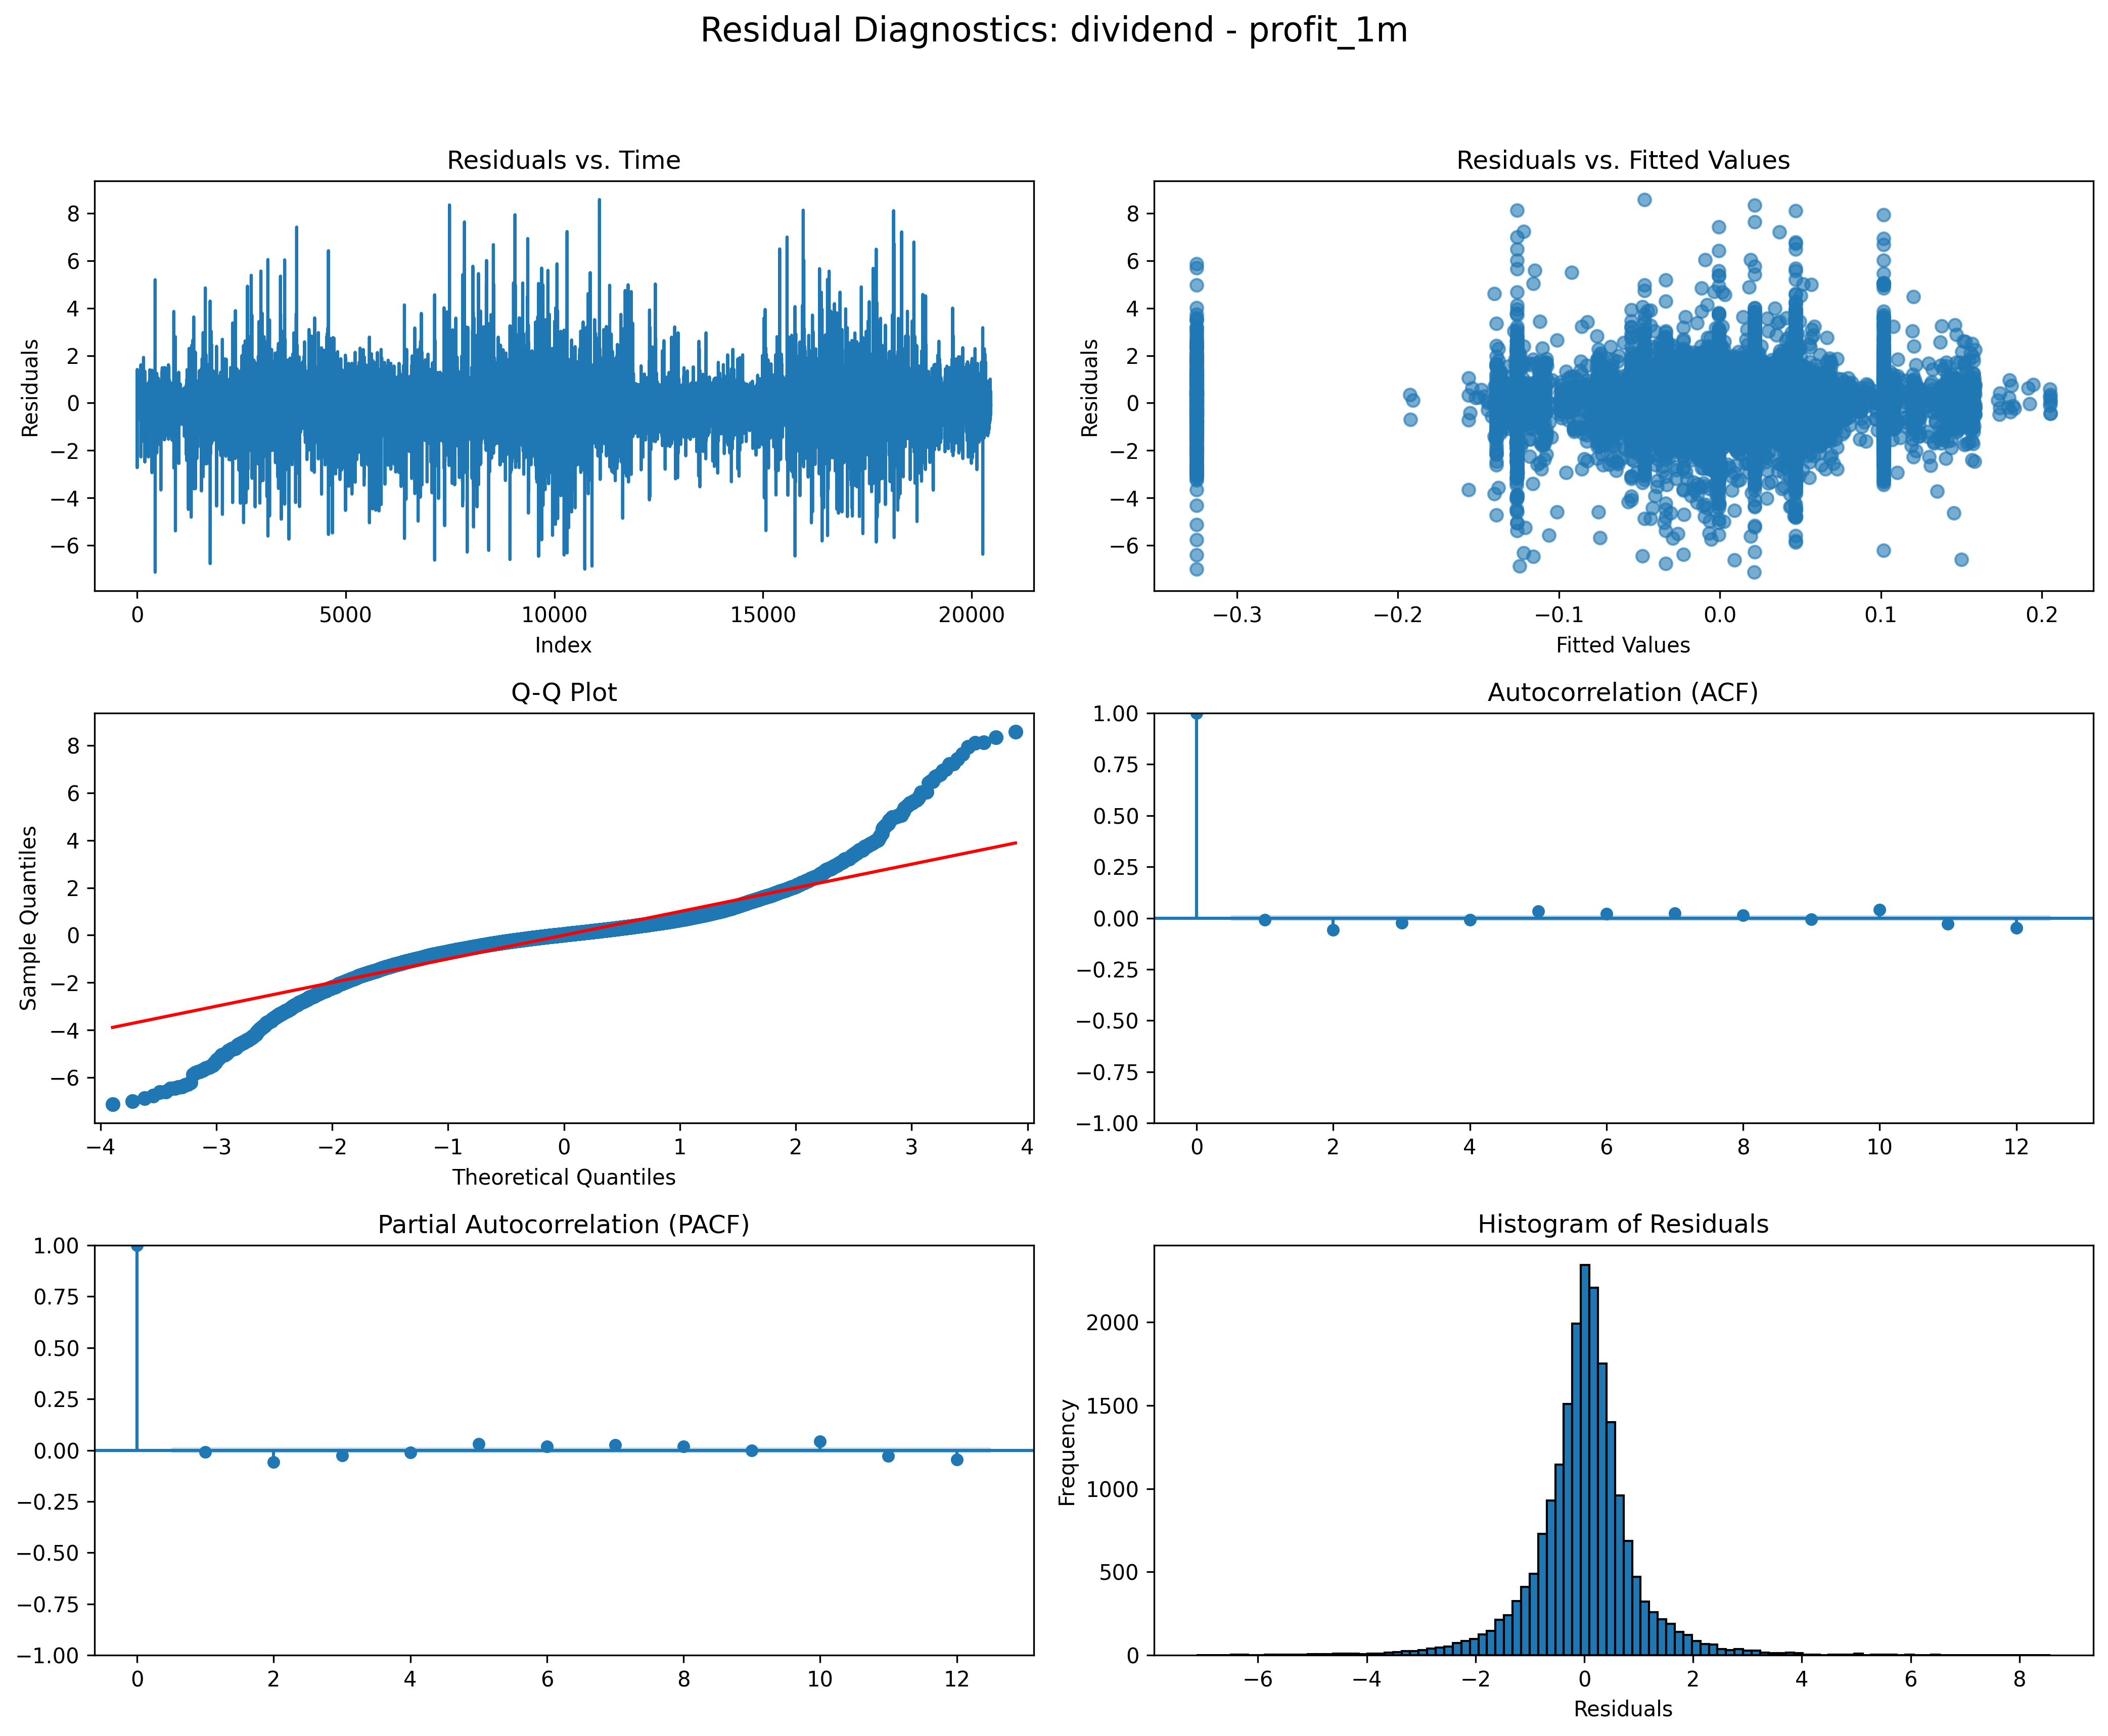 Residual Diagnostics: dividend - profit_1m
Residuals vs. Time
8
6
4
2
0
−2
−4
−6
Residuals
0 5000 10000 15000 20000
Index
Residuals vs. Fitted Values
8
6
4
2
0
−2
−4
−6
Residuals
−0.3 −0.2 −0.1 0.0 0.1 0.2
Fitted Values
Q-Q Plot
8
6
4
2
0
−2
−4
−6
Sample Quantiles
−4 −3 −2 −1 0 1 2 3 4
Theoretical Quantiles
Autocorrelation (ACF)
1.00
0.75
0.50
0.25
0.00
−0.25
−0.50
−0.75
−1.00
0 2 4 6 8 10 12
Partial Autocorrelation (PACF)
1.00
0.75
0.50
0.25
0.00
−0.25
−0.50
−0.75
−1.00
0 2 4 6 8 10 12
Histogram of Residuals
2000
1500
1000
500
0
Frequency
−6 −4 −2 0 2 4 6 8
Residuals